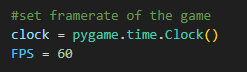 #set framerate of the game
clock = pygame.time.Clock()
FPS = 60